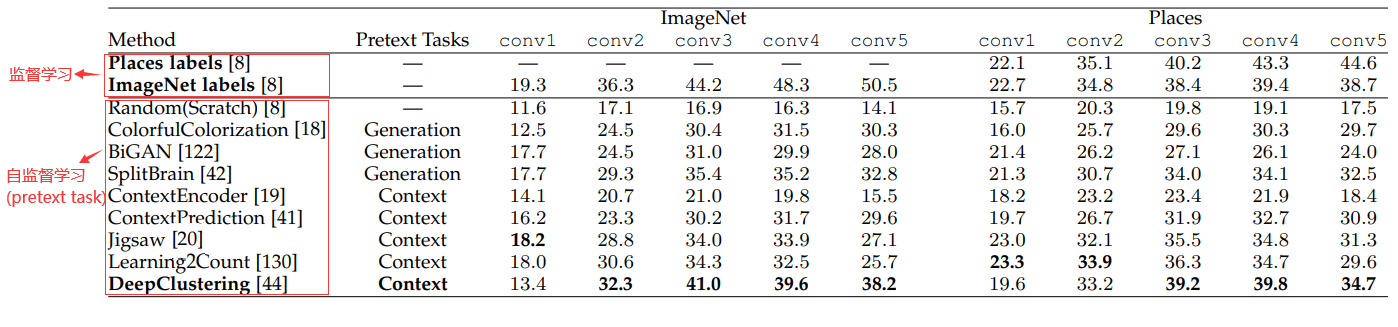 ImageNet Places
Method Pretext Tasks conv1 conv2 conv3 conv4 conv5 conv1 conv2 conv3 conv4 conv5
监督学习
Places labels [8] — — — — — — 22.1 35.1 40.2 43.3 44.6
ImageNet labels [8] — 19.3 36.3 44.2 48.3 50.5 22.7 34.8 38.4 39.4 38.7
Random(Scratch) [8] — 11.6 17.1 16.9 16.3 14.1 15.7 20.3 19.8 19.1 17.5
ColorfulColorization [18] Generation 12.5 24.5 30.4 31.5 30.3 16.0 25.7 29.6 30.3 29.7
BiGAN [122] Generation 17.7 24.5 31.0 29.9 28.0 21.4 26.2 27.1 26.1 24.0
自监督学习
(pretext task)
SplitBrain [42] Generation 17.7 29.3 35.4 35.2 32.8 21.3 30.7 34.0 34.1 32.5
ContextEncoder [19] Context 14.1 20.7 21.0 19.8 15.5 18.2 23.2 23.4 21.9 18.4
ContextPrediction [41] Context 16.2 23.3 30.2 31.7 29.6 19.7 26.7 31.9 32.7 30.9
Jigsaw [20] Context 18.2 28.8 34.0 33.9 27.1 23.0 32.1 35.5 34.8 31.3
Learning2Count [130] Context 18.0 30.6 34.3 32.5 25.7 23.3 33.9 36.3 34.7 29.6
DeepClustering [44] Context 13.4 32.3 41.0 39.6 38.2 19.6 33.2 39.2 39.8 34.7